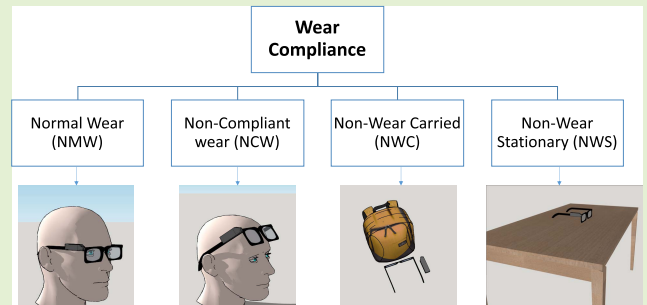 Wear
Compliance
Normal Wear
(NMW)
Non-Compliant
wear (NCW)
Non-Wear Carried
(NWC)
Non-Wear
Stationary (NWS)